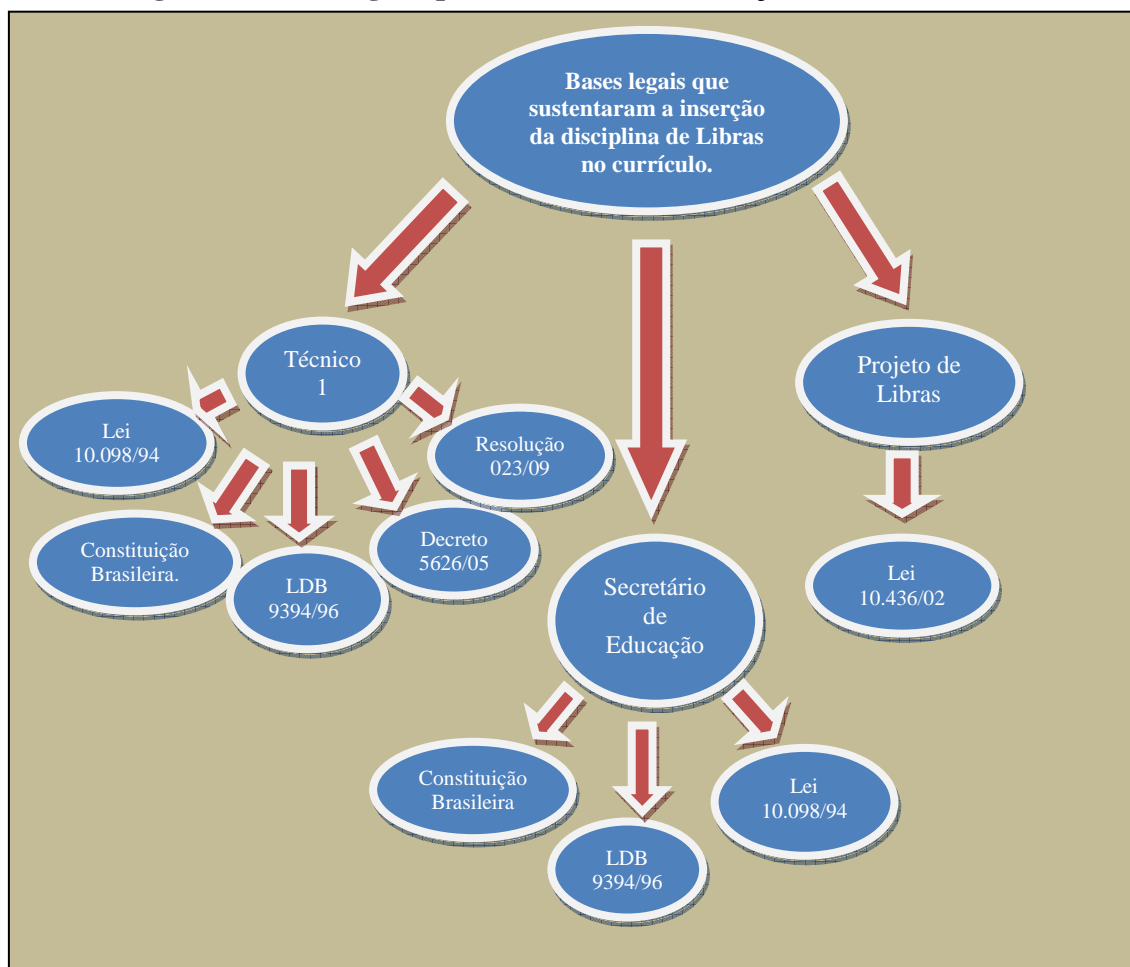 Bases legais que
sustentaram a inserção
da disciplina de Libras
no currículo.
Técnico
1
Projeto de
Libras
Lei
10.098/94
Resolução
023/09
Constituição
Brasileira.
LDB
9394/96
Decreto
5626/05
Secretário
de
Educação
Lei
10.436/02
Constituição
Brasileira
LDB
9394/96
Lei
10.098/94